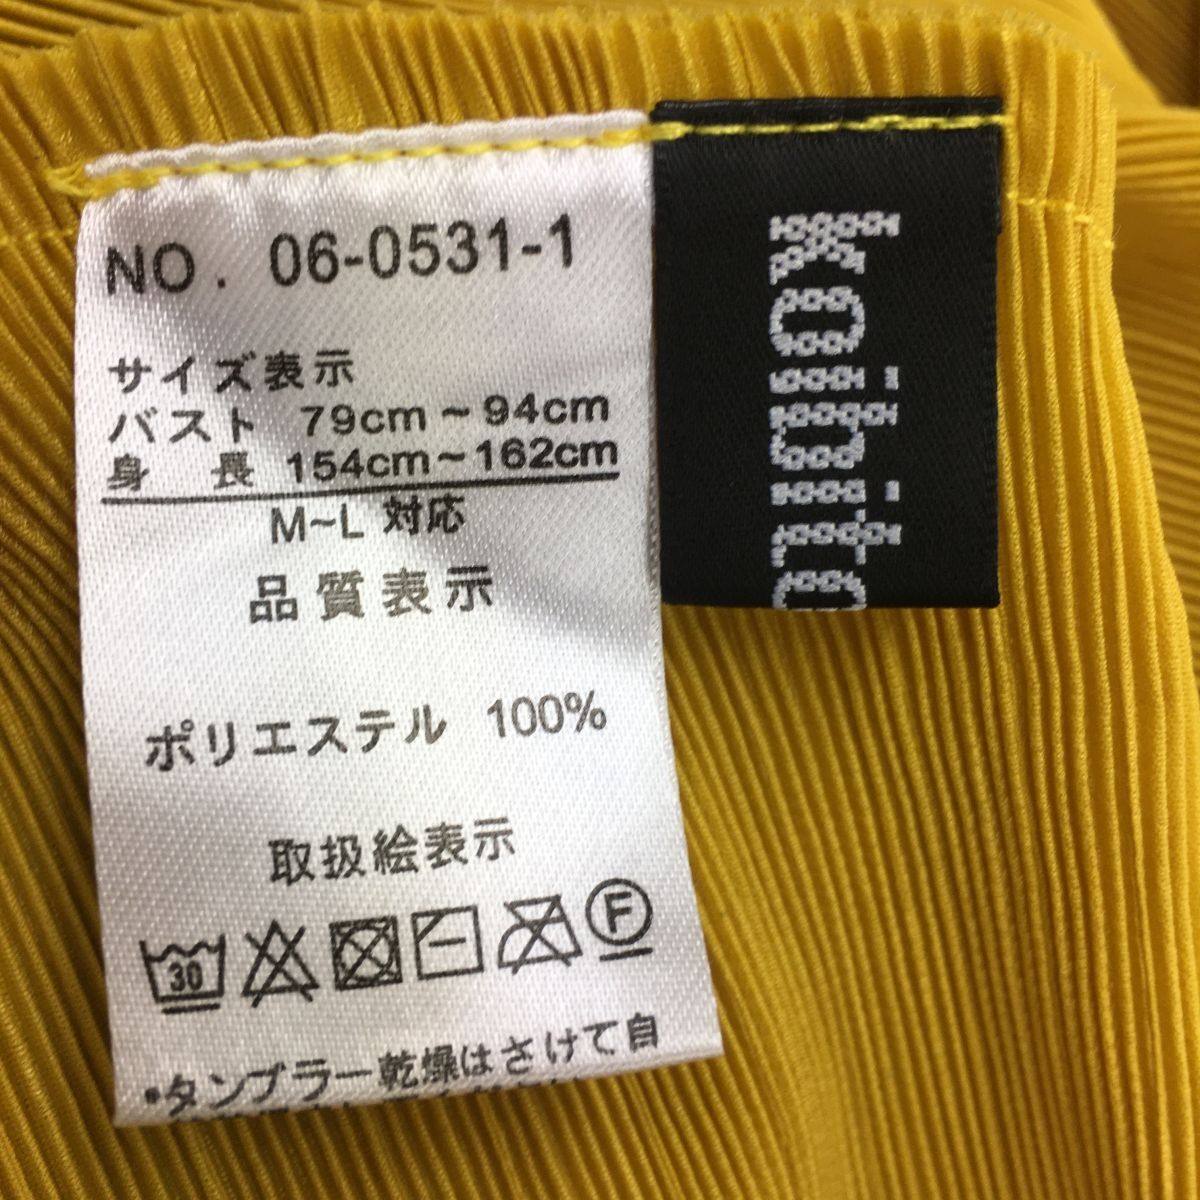 NO. 06-0531-1
サイズ表示
バスト 79cm~94cm
身 長 154cm~162cm
M~L 対応
品質表示
ポリエステル 100%
取扱絵表示
30
F
•タンブラー乾燥はさけて自
koibito